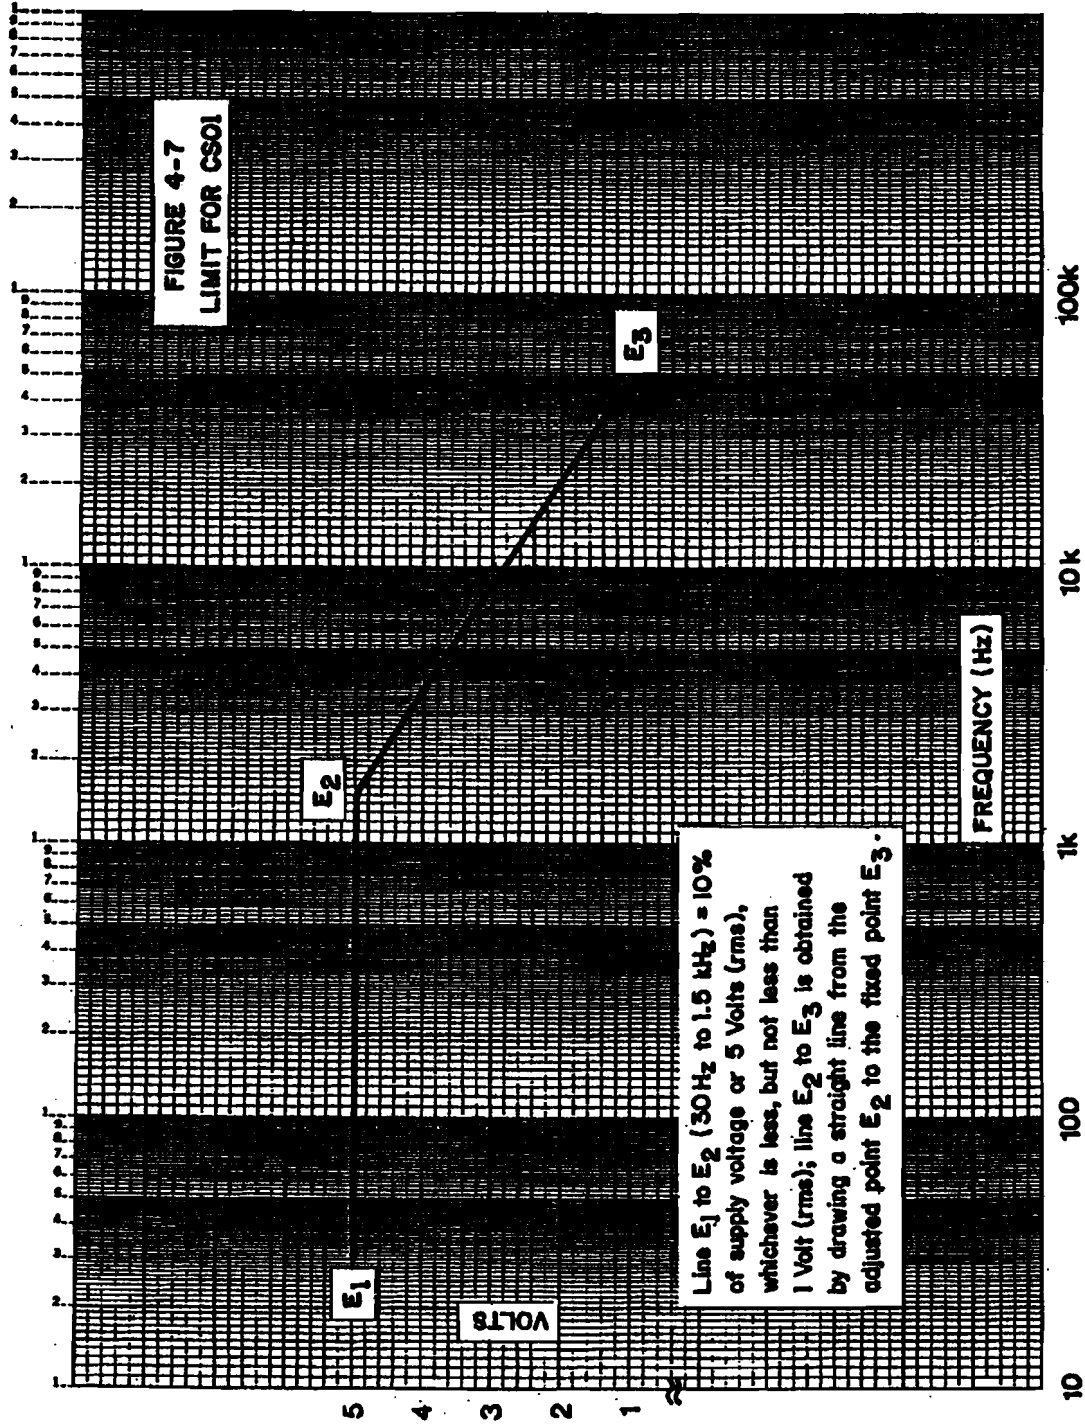 FIGURE 4-7
LIMIT FOR CS01
E2
E1
E3
VOLTS
5
4
3
2
1
Line E1 to E2 (30 Hz to 1.5 kHz) = 10%
of supply voltage or 5 Volts (rms),
whichever is less, but not less than
1 Volt (rms); line E2 to E3 is obtained
by drawing a straight line from the
adjusted point E2 to the fixed point E3.
FREQUENCY (Hz)
10
100
1k
10k
100k